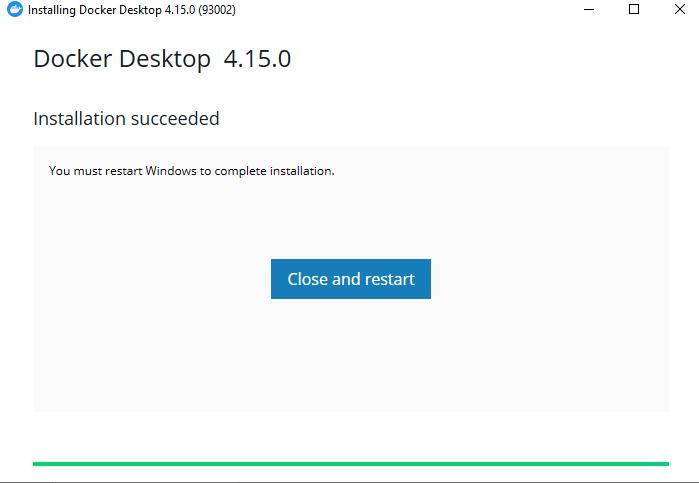 Installing Docker Desktop 4.15.0 (93002)
Docker Desktop 4.15.0
Installation succeeded
You must restart Windows to complete installation.
Close and restart